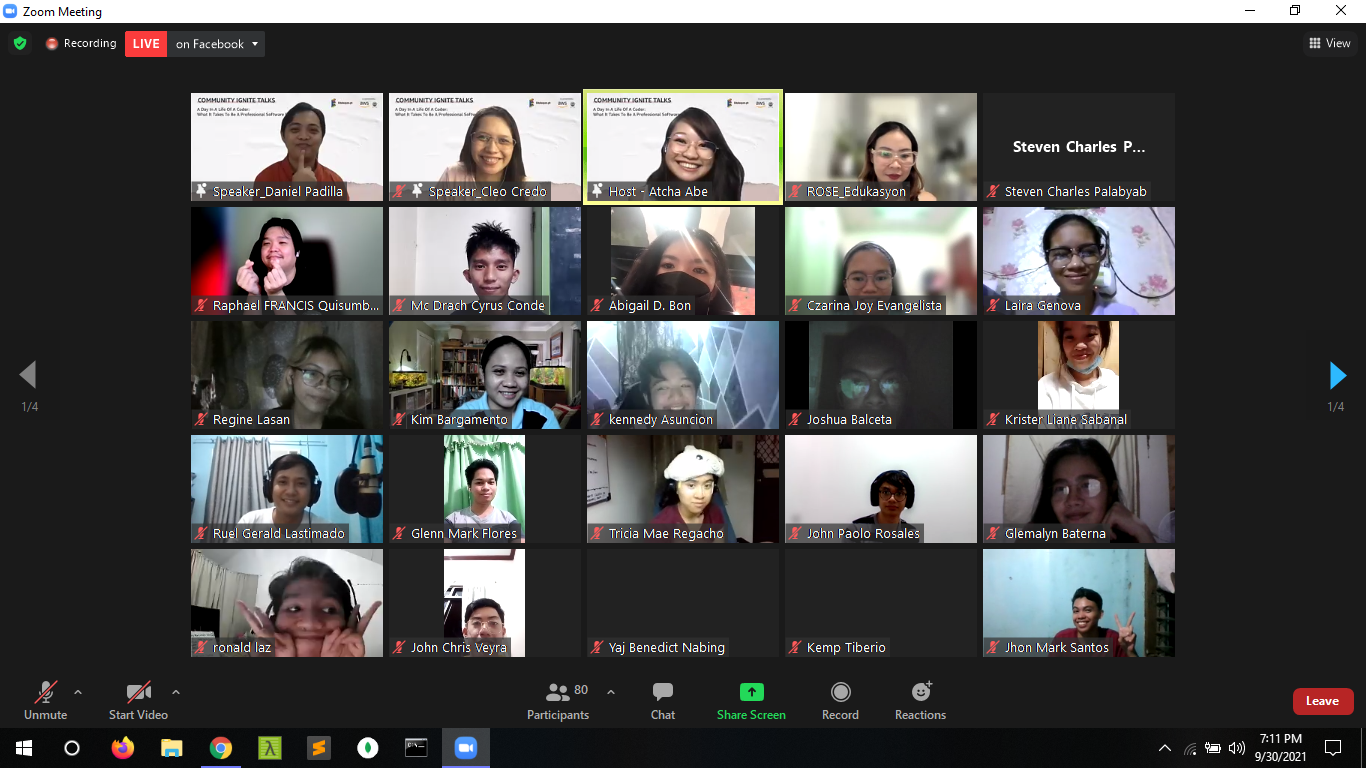 Zoom Meeting
Recording
LIVE on Facebook
View
COMMUNITY IGNITE TALKS
A Day In A Life Of A Coder:
What It Takes To Be A Professional Software
Speaker_Daniel Padilla
COMMUNITY IGNITE TALKS
A Day In A Life Of A Coder:
What It Takes To Be A Professional
Speaker_Cleo Credo
COMMUNITY IGNITE TALKS
A Day In A Life Of A Coder:
What It Takes To Be A Professional
Host - Atcha Abe
ROSE_Edukasyon
Steven Charles P...
Steven Charles Palabyab
Raphael FRANCIS Quisumb...
Mc Drach Cyrus Conde
Abigail D. Bon
Czarina Joy Evangelista
Laira Genova
Regine Lasan
Kim Bargamento
kennedy Asuncion
Joshua Balceta
Krister Liane Sabanal
Ruel Gerald Lastimado
Glenn Mark Flores
Tricia Mae Regacho
John Paolo Rosales
Glemalyn Baterna
ronald laz
John Chris Veyra
Yaj Benedict Nabing
Kemp Tiberio
Jhon Mark Santos
1/4
1/4
Unmute
Start Video
80
Participants
Chat
Share Screen
Record
Reactions
Leave
7:11 PM
9/30/2021